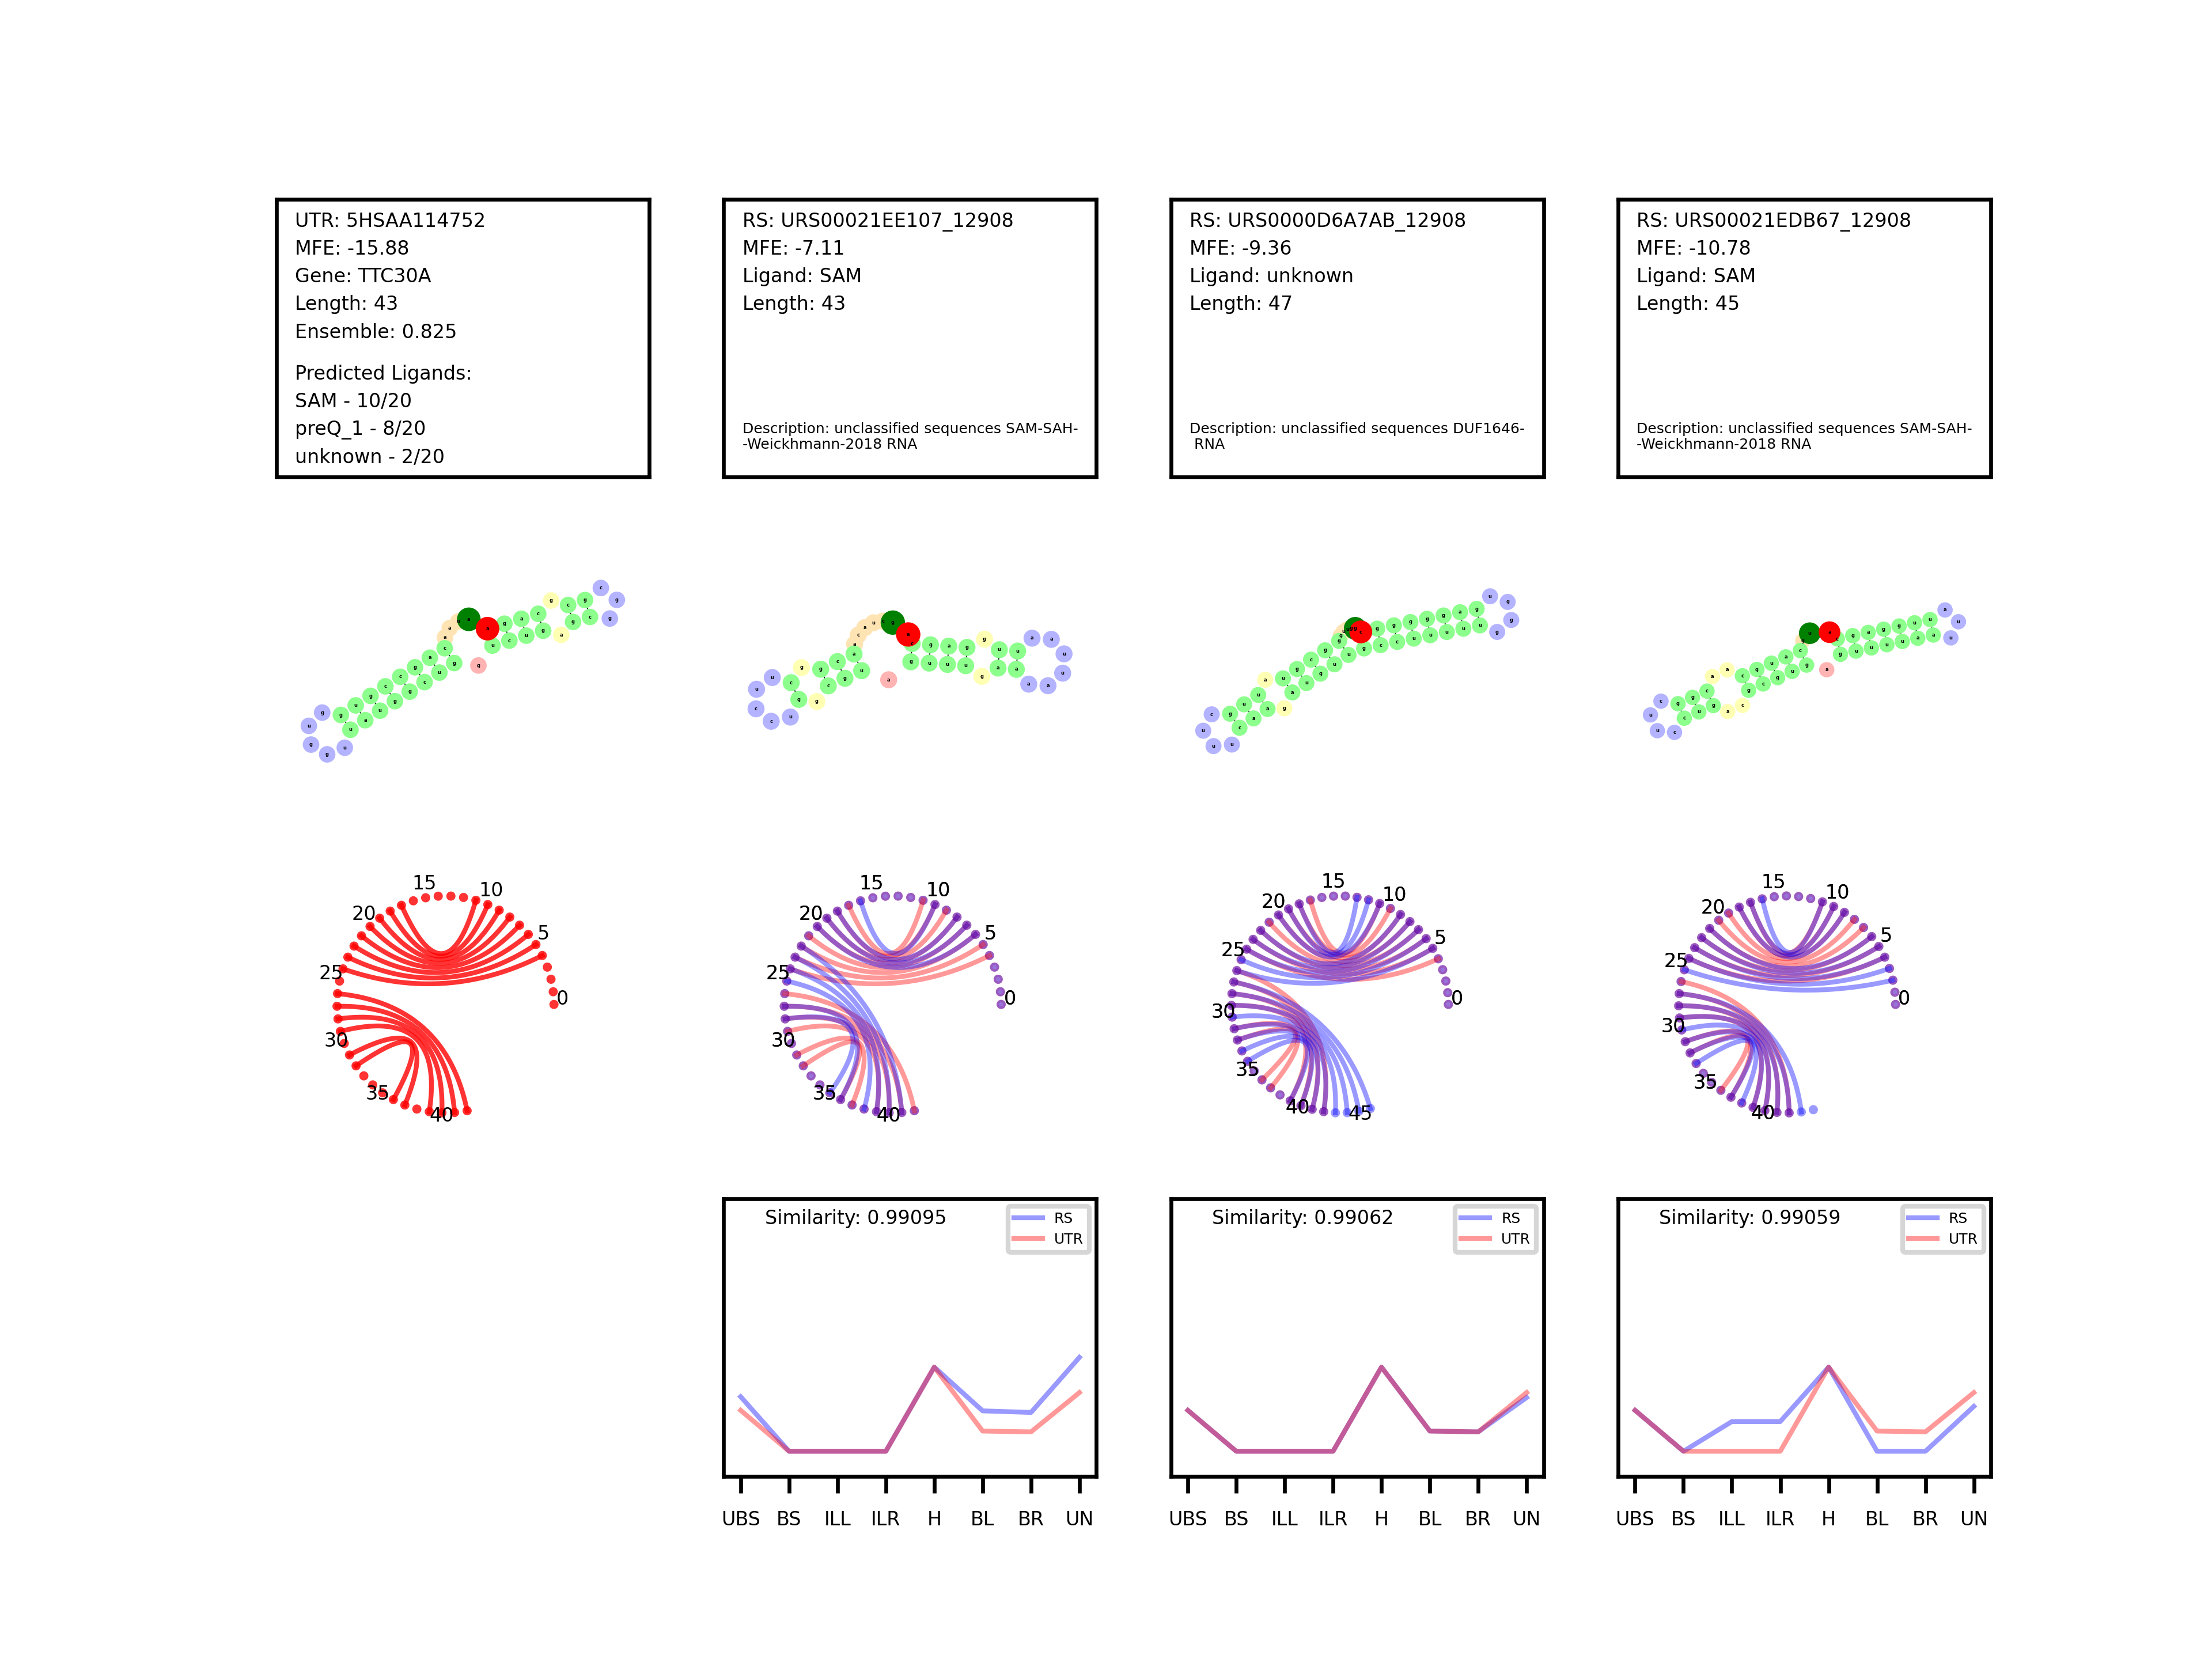 UTR: 5HSAA114752
MFE: -15.88
Gene: TTC30A
Length: 43
Ensemble: 0.825
Predicted Ligands:
SAM - 10/20
preQ_1 - 8/20
unknown - 2/20
RS: URS00021EE107_12908
MFE: -7.11
Ligand: SAM
Length: 43
Description: unclassified sequences SAM-SAH-
-Weickhmann-2018 RNA
RS: URS0000D6A7AB_12908
MFE: -9.36
Ligand: unknown
Length: 47
Description: unclassified sequences DUF1646-
RNA
RS: URS00021EDB67_12908
MFE: -10.78
Ligand: SAM
Length: 45
Description: unclassified sequences SAM-SAH-
-Weickhmann-2018 RNA
0
5
10
15
20
25
30
35
40
0
5
10
15
20
25
30
35
40
0
5
10
15
20
25
30
35
40
45
0
5
10
15
20
25
30
35
40
Similarity: 0.99095
RS
UTR
UBS BS ILL ILR H BL BR UN
Similarity: 0.99062
RS
UTR
UBS BS ILL ILR H BL BR UN
Similarity: 0.99059
RS
UTR
UBS BS ILL ILR H BL BR UN